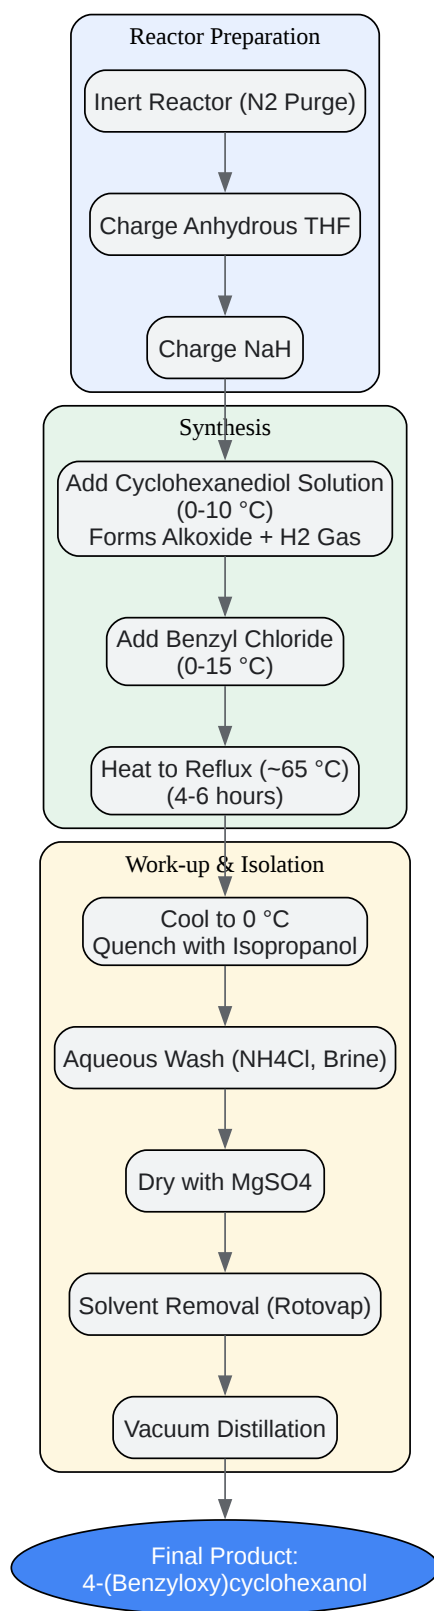 Reactor Preparation
Inert Reactor (N2 Purge)
Charge Anhydrous THF
Charge NaH
Synthesis
Add Cyclohexanediol Solution
(0-10 °C)
Forms Alkoxide + H2 Gas
Add Benzyl Chloride
(0-15 °C)
Heat to Reflux (~65 °C)
(4-6 hours)
Work-up & Isolation
Cool to 0 °C
Quench with Isopropanol
Aqueous Wash (NH4Cl, Brine)
Dry with MgSO4
Solvent Removal (Rotovap)
Vacuum Distillation
Final Product:
4-(Benzyloxy)cyclohexanol